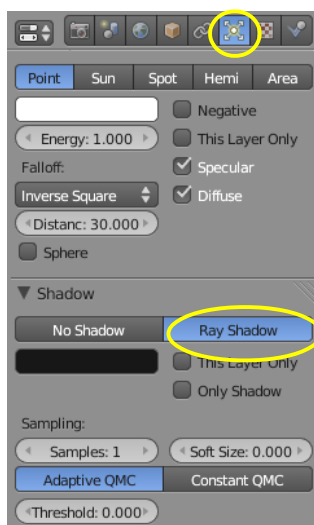 Point Sun Spot Hemi Area
Negative
Energy: 1.000 This Layer Only
Falloff: Specular
Inverse Square Diffuse
Distanc: 30.000
Sphere
Shadow
No Shadow Ray Shadow
This Layer Only
Only Shadow
Sampling:
Samples: 1 Soft Size: 0.000
Adaptive QMC Constant QMC
Threshold: 0.000